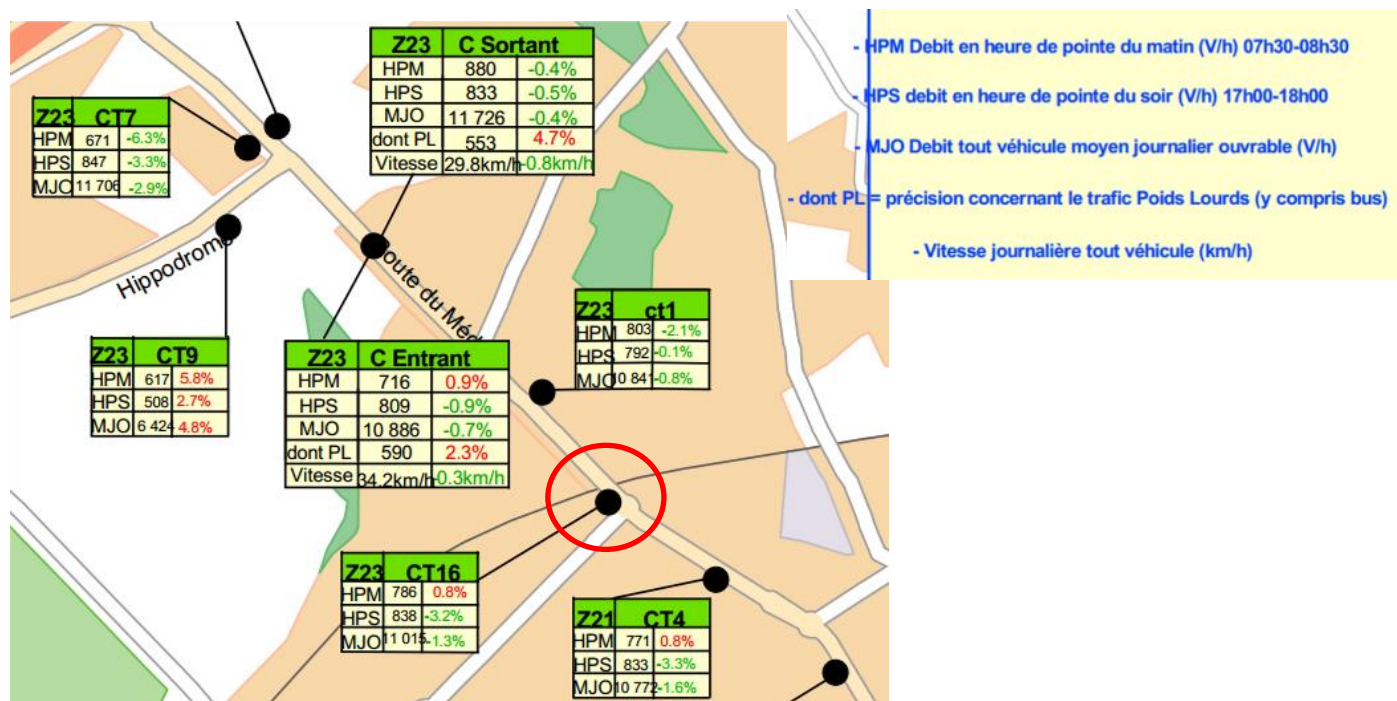 Z23 C Sortant
HPM 880 -0.4%
HPS 833 -0.5%
MJO 11 726 -0.4%
dont PL 553 4.7%
Vitesse 29.8km/h -0.8km/h
- HPM Debit en heure de pointe du matin (V/h) 07h30-08h30
- HPS debit en heure de pointe du soir (V/h) 17h00-18h00
- MJO Debit tout véhicule moyen journalier ouvrable (V/h)
- dont PL = précision concernant le trafic Poids Lourds (y compris bus)
- Vitesse journalière tout véhicule (km/h)
Z23 CT7
HPM 671 -6.3%
HPS 847 -3.3%
MJO 11 706 -2.9%
Hippodrome
Route du Méd
Z23 ct1
HPM 803 -2.1%
HPS 792 -0.1%
MJO 10 841 -0.8%
Z23 CT9
HPM 617 5.8%
HPS 508 2.7%
MJO 6 424 4.8%
Z23 C Entrant
HPM 716 0.9%
HPS 809 -0.9%
MJO 10 886 -0.7%
dont PL 590 2.3%
Vitesse 34.2km/h -0.3km/h
Z23 CT16
HPM 786 0.8%
HPS 838 -3.2%
MJO 11 015 -1.3%
Z21 CT4
HPM 771 0.8%
HPS 833 -3.3%
MJO 10 772 -1.6%